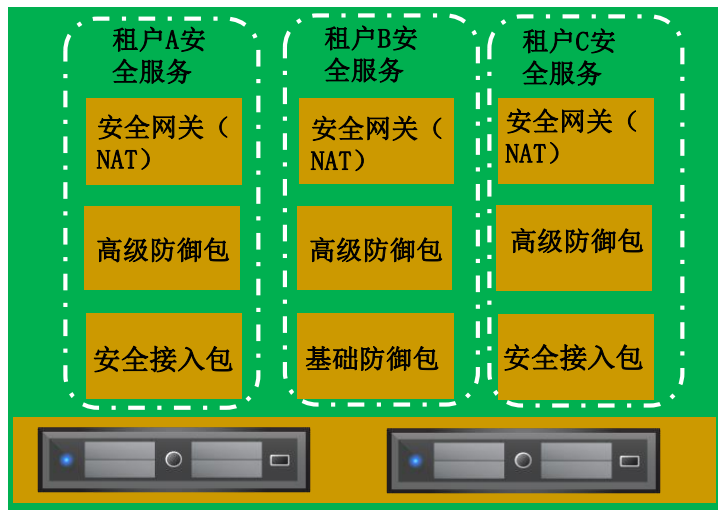 租户A安
全服务
安全网关（
NAT）
高级防御包
安全接入包
租户B安
全服务
安全网关（
NAT）
高级防御包
基础防御包
租户C安
全服务
安全网关（
NAT）
高级防御包
安全接入包